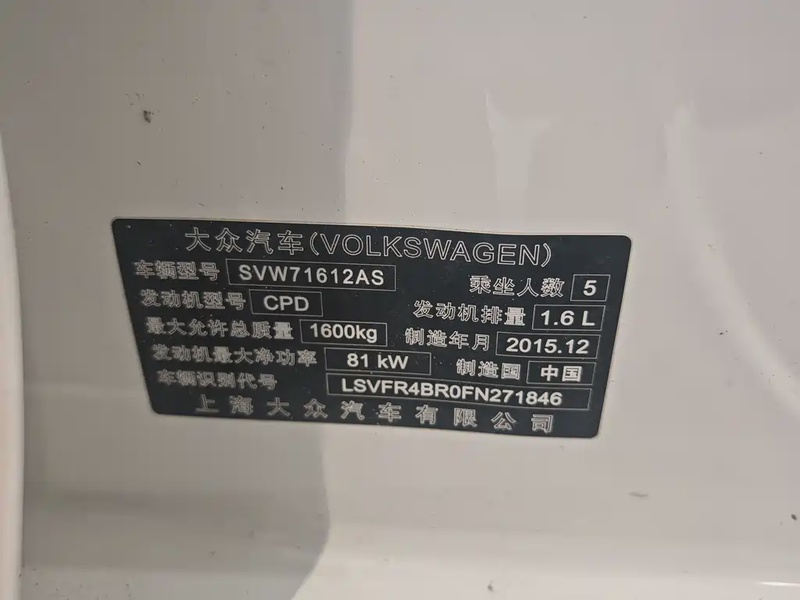 大众汽车(VOLKSWAGEN)
车辆型号 SVW71612AS 乘坐人数 5
发动机型号 CPD 发动机排量 1.6 L
最大允许总质量 1600kg 制造年月 2015.12
发动机最大净功率 81 kW 制造国 中国
车辆识别代号 LSVFR4BR0FN271846
上海大众汽车有限公司